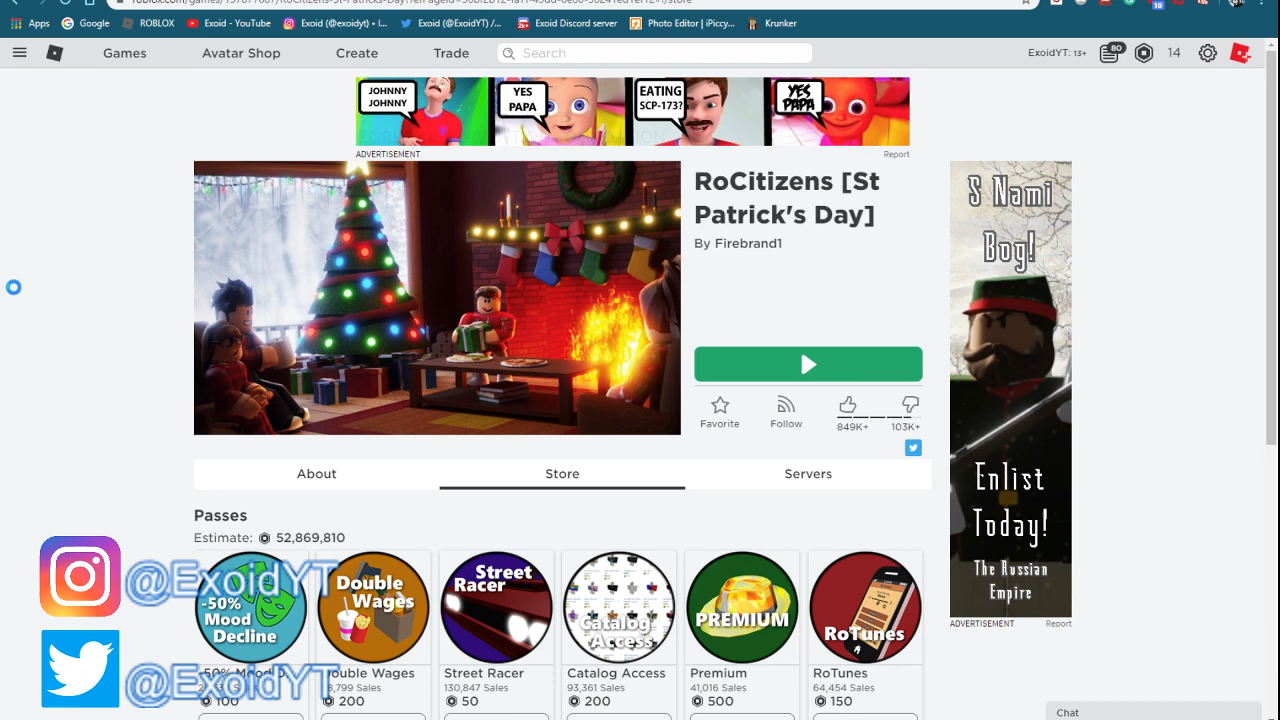 Apps Google ROBLOX Exoid - YouTube Exoid (@exoidyt) • I... Exoid (@ExoidYT) /... Exoid Discord server Photo Editor | iPiccy... Krunker
10
Games Avatar Shop Create Trade Search ExoidYT: 13+ 80 14
JOHNNY
JOHNNY
YES
PAPA
EATING
SCP-173?
YES
PAPA
ADVERTISEMENT Report
RoCitizens [St
Patrick's Day]
By Firebrand1
Favorite Follow 849K+ 103K+
About Store Servers
Passes
Estimate: 52,869,810
-50%
Mood
Decline
Double
Wages
Street
Racer
Catalog
Access
PREMIUM
RoTunes
-50% Mood D... Double Wages Street Racer Catalog Access Premium RoTunes
130,847 Sales 93,361 Sales 41,016 Sales 64,454 Sales
100 200 50 200 500 150
@ExoidYT
@ExoidYT
S Nami
Bog!
Enlist
Today!
The Russian
Empire
ADVERTISEMENT Report
Chat